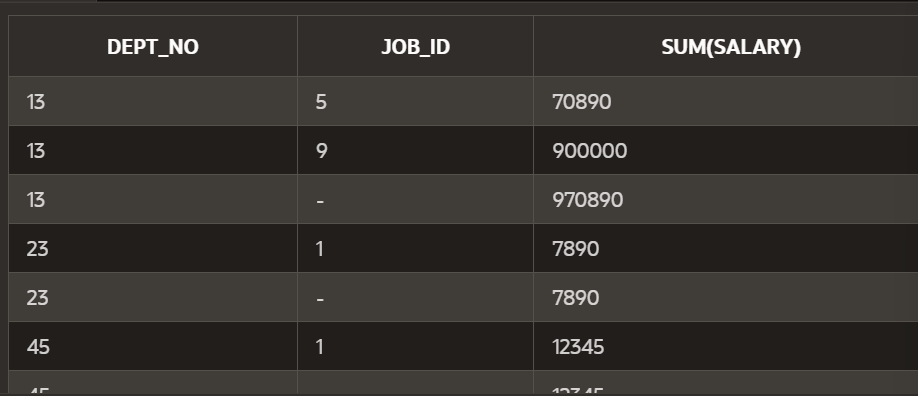 DEPT_NO JOB_ID SUM(SALARY)
13 5 70890
13 9 900000
13 - 970890
23 1 7890
23 - 7890
45 1 12345